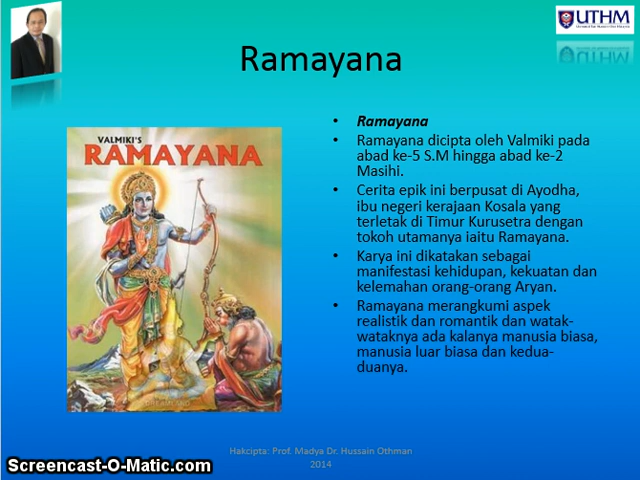 UTHM
Ramayana
VALMIKI'S
RAMAYANA
• Ramayana
• Ramayana dicipta oleh Valmiki pada
abad ke-5 S.M hingga abad ke-2
Masihi.
• Cerita epik ini berpusat di Ayodha,
ibu negeri kerajaan Kosala yang
terletak di Timur Kurusetra dengan
tokoh utamanya iaitu Ramayana.
• Karya ini dikatakan sebagai
manifestasi kehidupan, kekuatan dan
kelemahan orang-orang Aryan.
• Ramayana merangkumi aspek
realistik dan romantik dan watak-
wataknya ada kalanya manusia biasa,
manusia luar biasa dan kedua-
duanya.
Hakcipta: Prof. Madya Dr. Hussain Othman
2014
Screencast-O-Matic.com